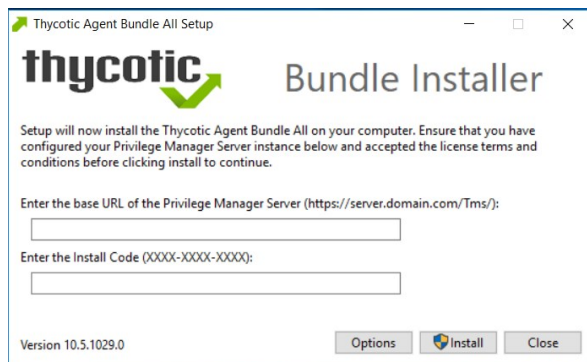 Thycotic Agent Bundle All Setup
thycotic
Bundle Installer
Setup will now install the Thycotic Agent Bundle All on your computer. Ensure that you have
configured your Privilege Manager Server instance below and accepted the license terms and
conditions before clicking install to continue.
Enter the base URL of the Privilege Manager Server (https://server.domain.com/Tms/):
Enter the Install Code (XXXX-XXXX-XXXX):
Version 10.5.1029.0
Options
Install
Close